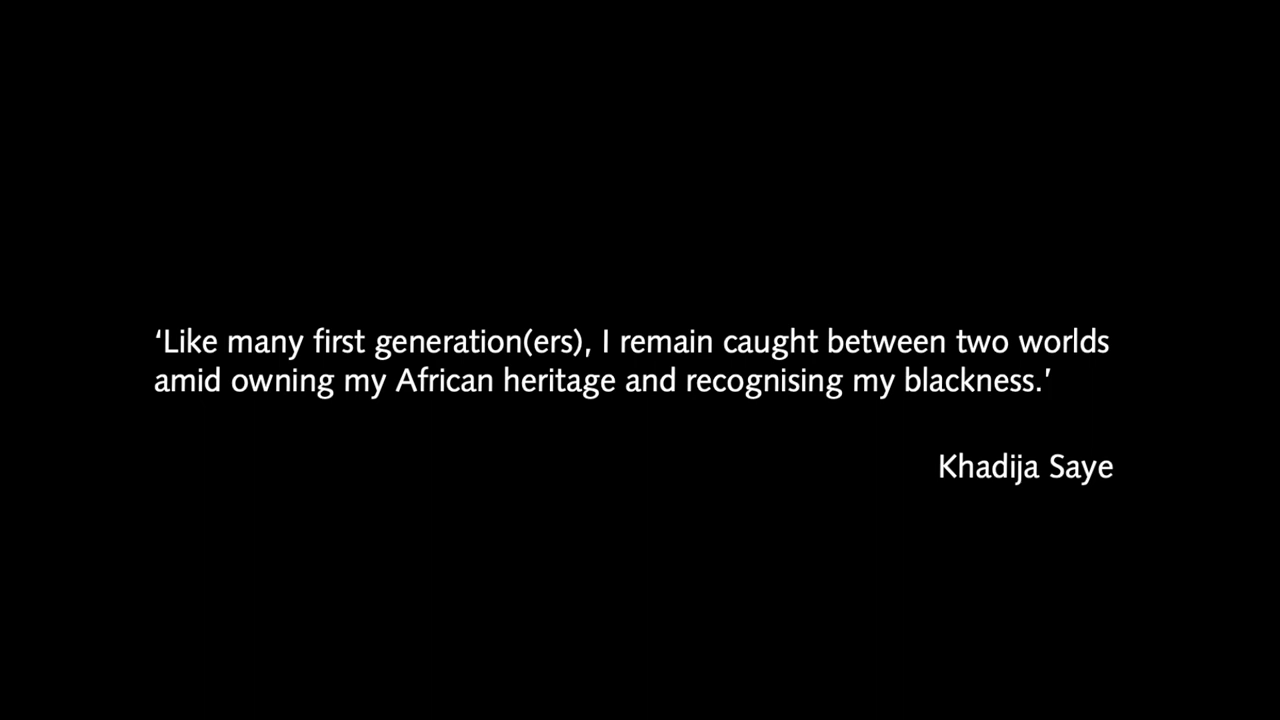 ‘Like many first generation(ers), I remain caught between two worlds
amid owning my African heritage and recognising my blackness.’
Khadija Saye